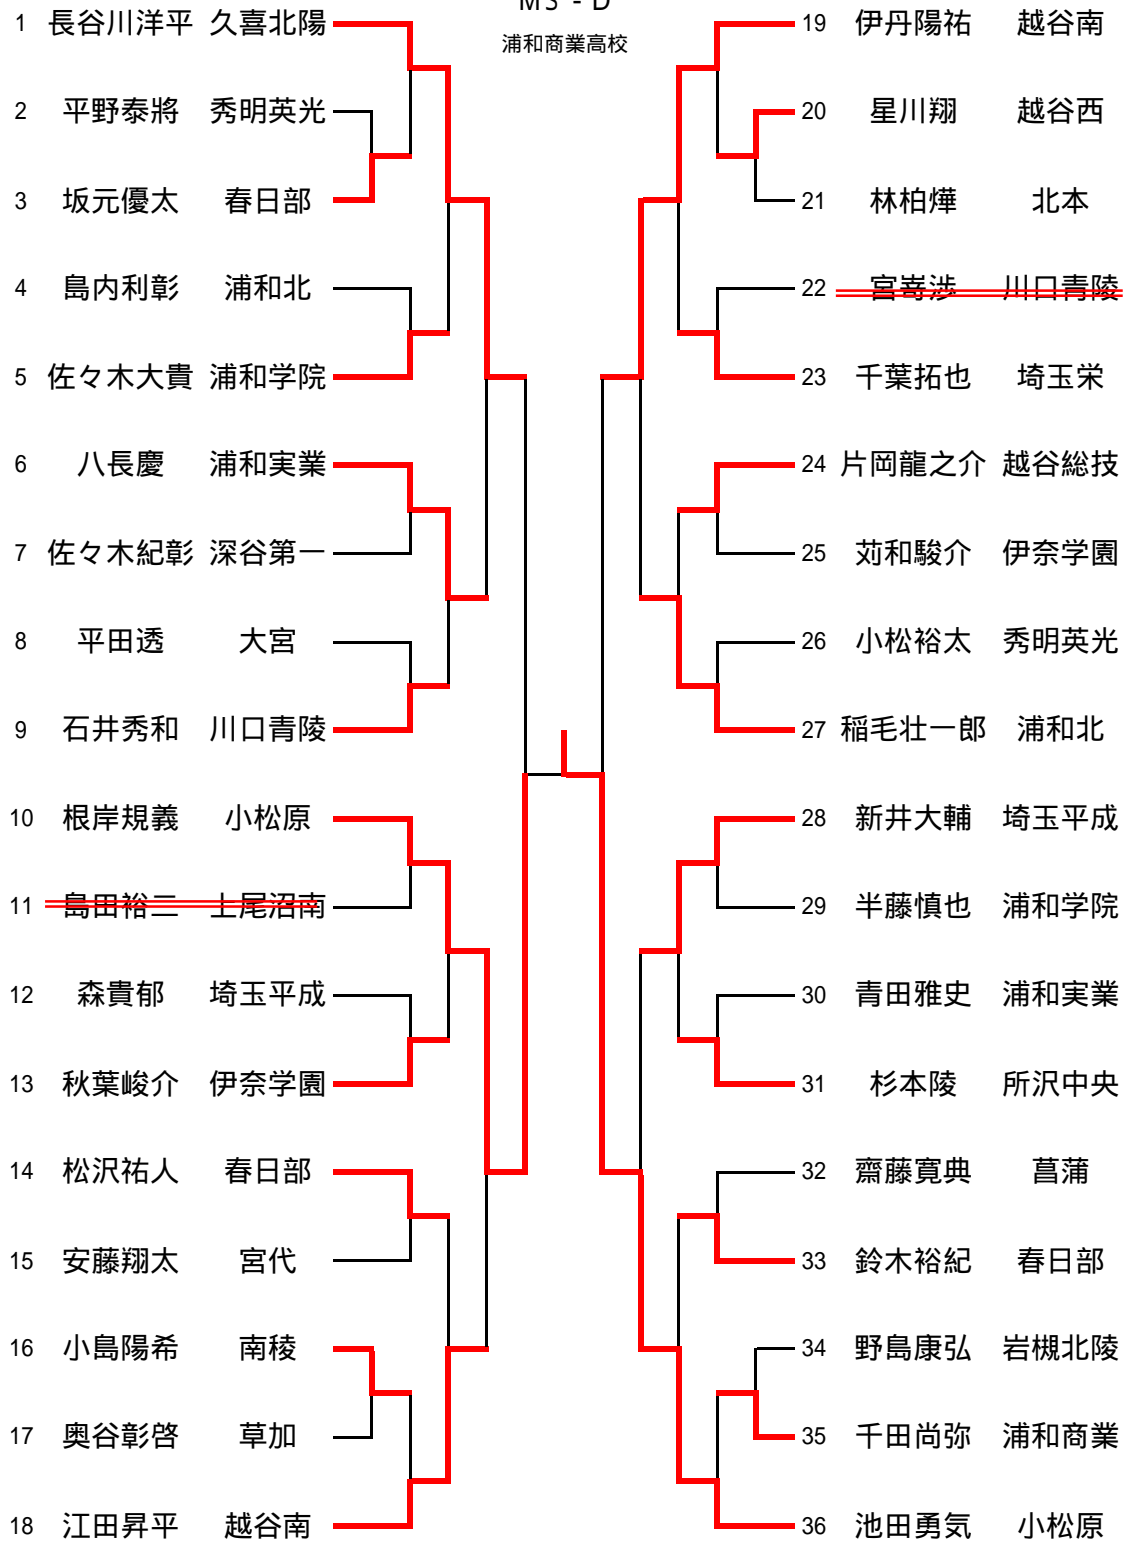 MS - D
浦和商業高校
1 長谷川洋平 久喜北陽
2 平野泰將 秀明英光
3 坂元優太 春日部
4 島内利彰 浦和北
5 佐々木大貴 浦和学院
6 八長慶 浦和実業
7 佐々木紀彰 深谷第一
8 平田透 大宮
9 石井秀和 川口青陵
10 根岸規義 小松原
11 島田裕二 上尾沼南
12 森貴郁 埼玉平成
13 秋葉峻介 伊奈学園
14 松沢祐人 春日部
15 安藤翔太 宮代
16 小島陽希 南稜
17 奥谷彰啓 草加
18 江田昇平 越谷南
19 伊丹陽祐 越谷南
20 星川翔 越谷西
21 林柏燁 北本
22 宮嵜渉 川口青陵
23 千葉拓也 埼玉栄
24 片岡龍之介 越谷総技
25 苅和駿介 伊奈学園
26 小松裕太 秀明英光
27 稲毛壮一郎 浦和北
28 新井大輔 埼玉平成
29 半藤慎也 浦和学院
30 青田雅史 浦和実業
31 杉本陵 所沢中央
32 齋藤寛典 菖蒲
33 鈴木裕紀 春日部
34 野島康弘 岩槻北陵
35 千田尚弥 浦和商業
36 池田勇気 小松原